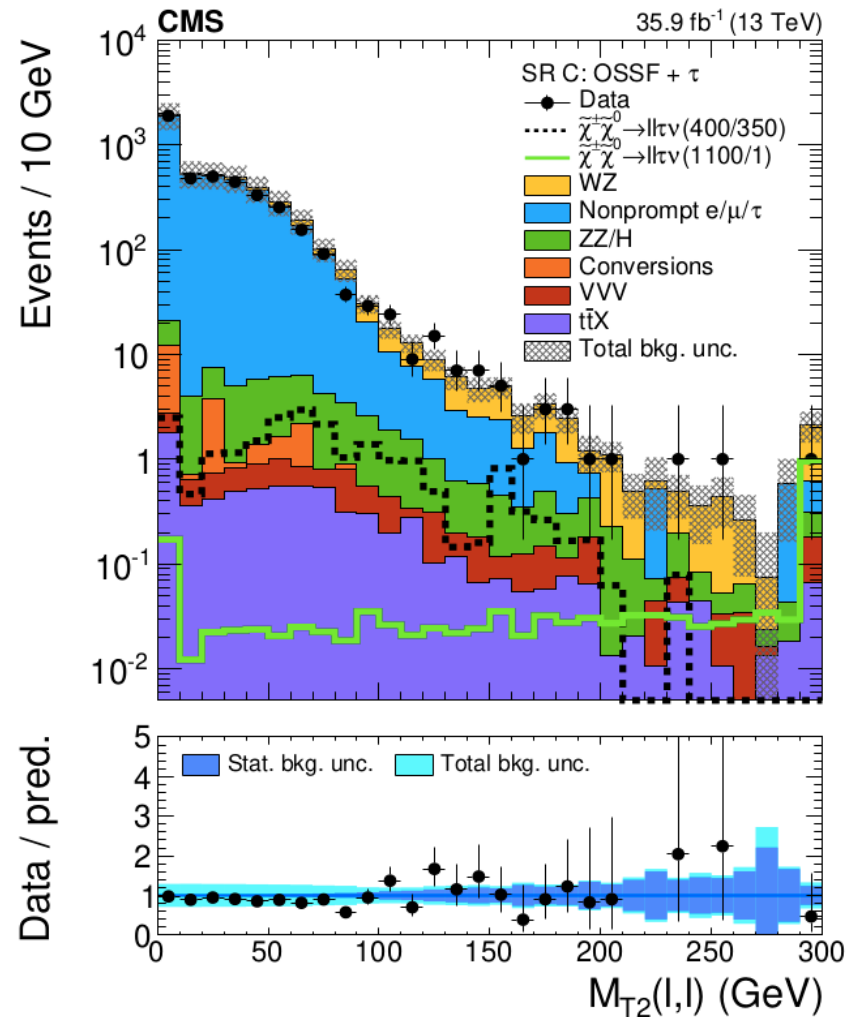 CMS 35.9 fb⁻¹ (13 TeV)
Events / 10 GeV
10⁴
10³
10²
10
1
10⁻¹
10⁻²
SR C: OSSF + τ
Data
χ̃±χ̃⁰→llτν(400/350)
χ̃±χ̃⁰→llτν(1100/1)
WZ
Nonprompt e/μ/τ
ZZ/H
Conversions
VVV
tt̄X
Total bkg. unc.
Data / pred.
5
4
3
2
1
0
Stat. bkg. unc. Total bkg. unc.
0 50 100 150 200 250 300
M_T2(l,l) (GeV)